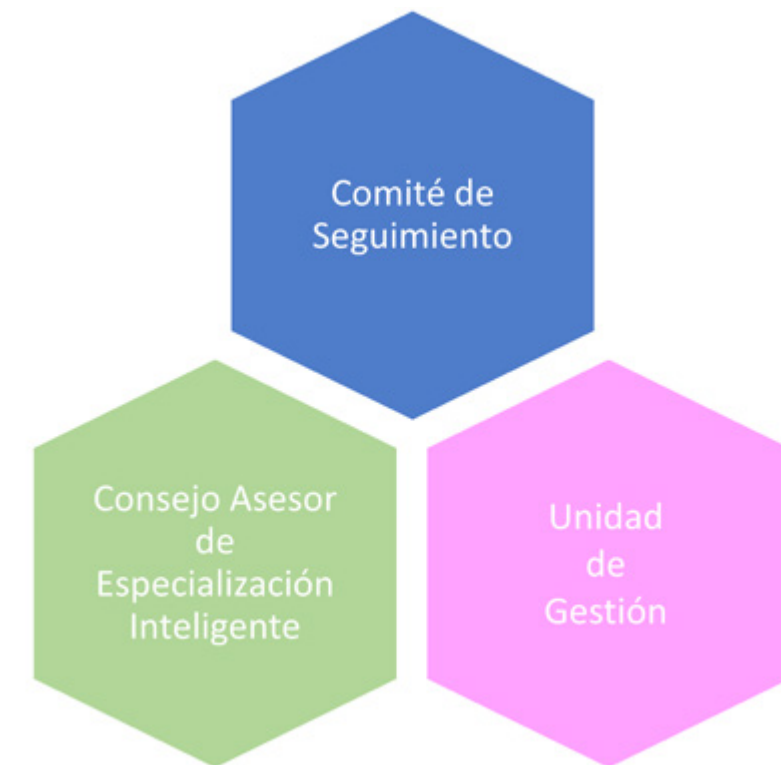 Comité de
Seguimiento
Consejo Asesor
de
Especialización
Inteligente
Unidad
de
Gestión